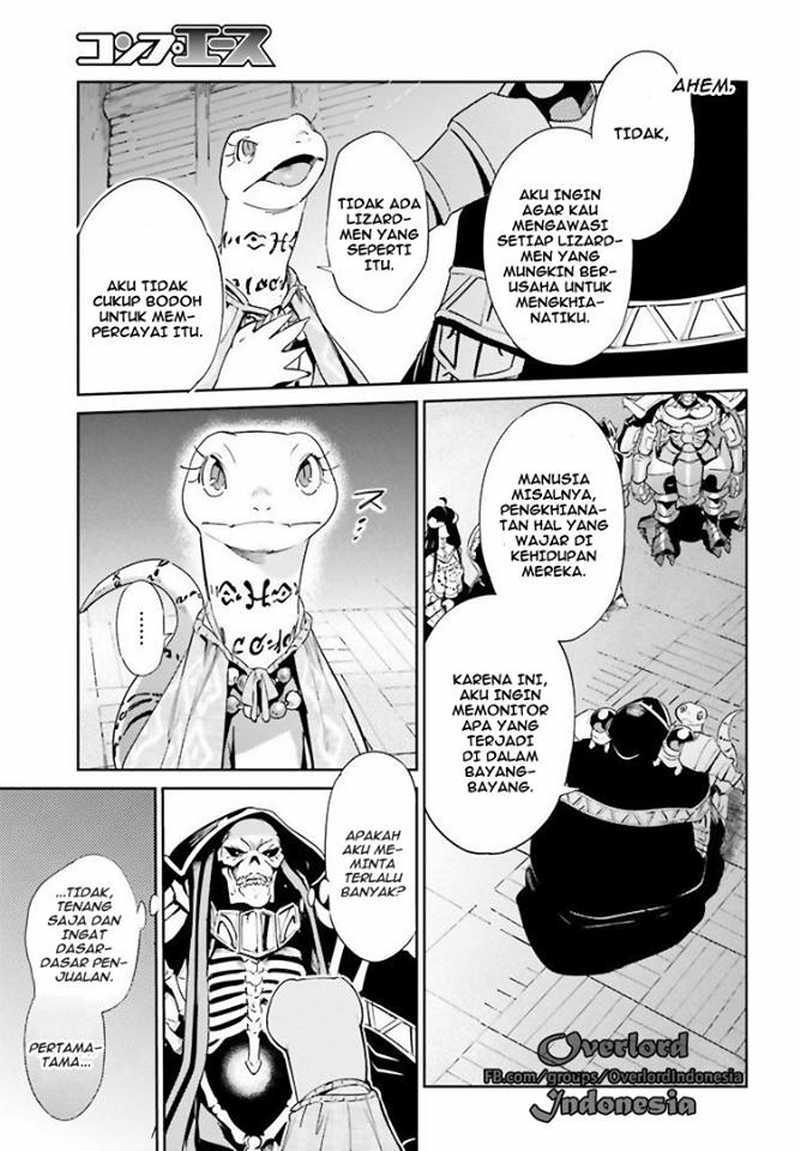 コンプエース
AHEM.
TIDAK,
AKU INGIN
AGAR KAU
MENGAWASI
SETIAP LIZARD-
MEN YANG
MUNGKIN BER-
USAHA UNTUK
MENGKHIA-
NATIKU.
TIDAK ADA
LIZARD-
MEN YANG
SEPERTI
ITU.
AKU TIDAK
CUKUP BODOH
UNTUK MEM-
PERCAYAI ITU.
MANUSIA
MISALNYA,
PENGKHIANA-
TAN HAL YANG
WAJAR DI
KEHIDUPAN
MEREKA.
KARENA INI,
AKU INGIN
MEMONITOR
APA YANG
TERJADI
DI DALAM
BAYANG-
BAYANG.
ス…
......
APAKAH
AKU ME-
MINTA
TERLALU
BANYAK?
...TIDAK,
TENANG
SAJA DAN
INGAT
DASAR-
DASAR PEN-
JUALAN.
PERTAMA-
TAMA...
Overlord
FB.com/groups/OverlordIndonesia
Indonesia